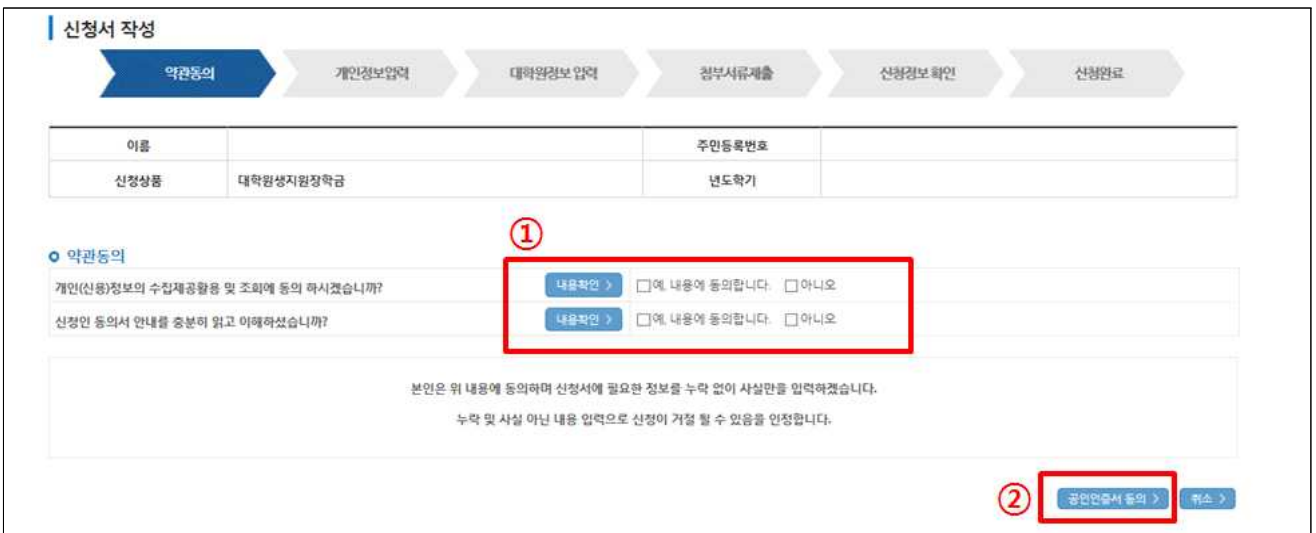 신청서 작성
약관동의 개인정보입력 대학원정보 입력 첨부서류제출 신청정보 확인 신청완료
이름 주민등록번호
신청상품 대학원생지원장학금 년도학기
①
약관동의
개인(신용)정보의 수집제공활용 및 조회에 동의 하시겠습니까? 내용확인 > 예, 내용에 동의합니다. 아니오
신청인 동의서 안내를 충분히 읽고 이해하셨습니까? 내용확인 > 예, 내용에 동의합니다. 아니오
본인은 위 내용에 동의하며 신청서에 필요한 정보를 누락 없이 사실만을 입력하겠습니다.
누락 및 사실 아닌 내용 입력으로 신청이 거절 될 수 있음을 인정합니다.
② 공인인증서 동의 > 취소 >